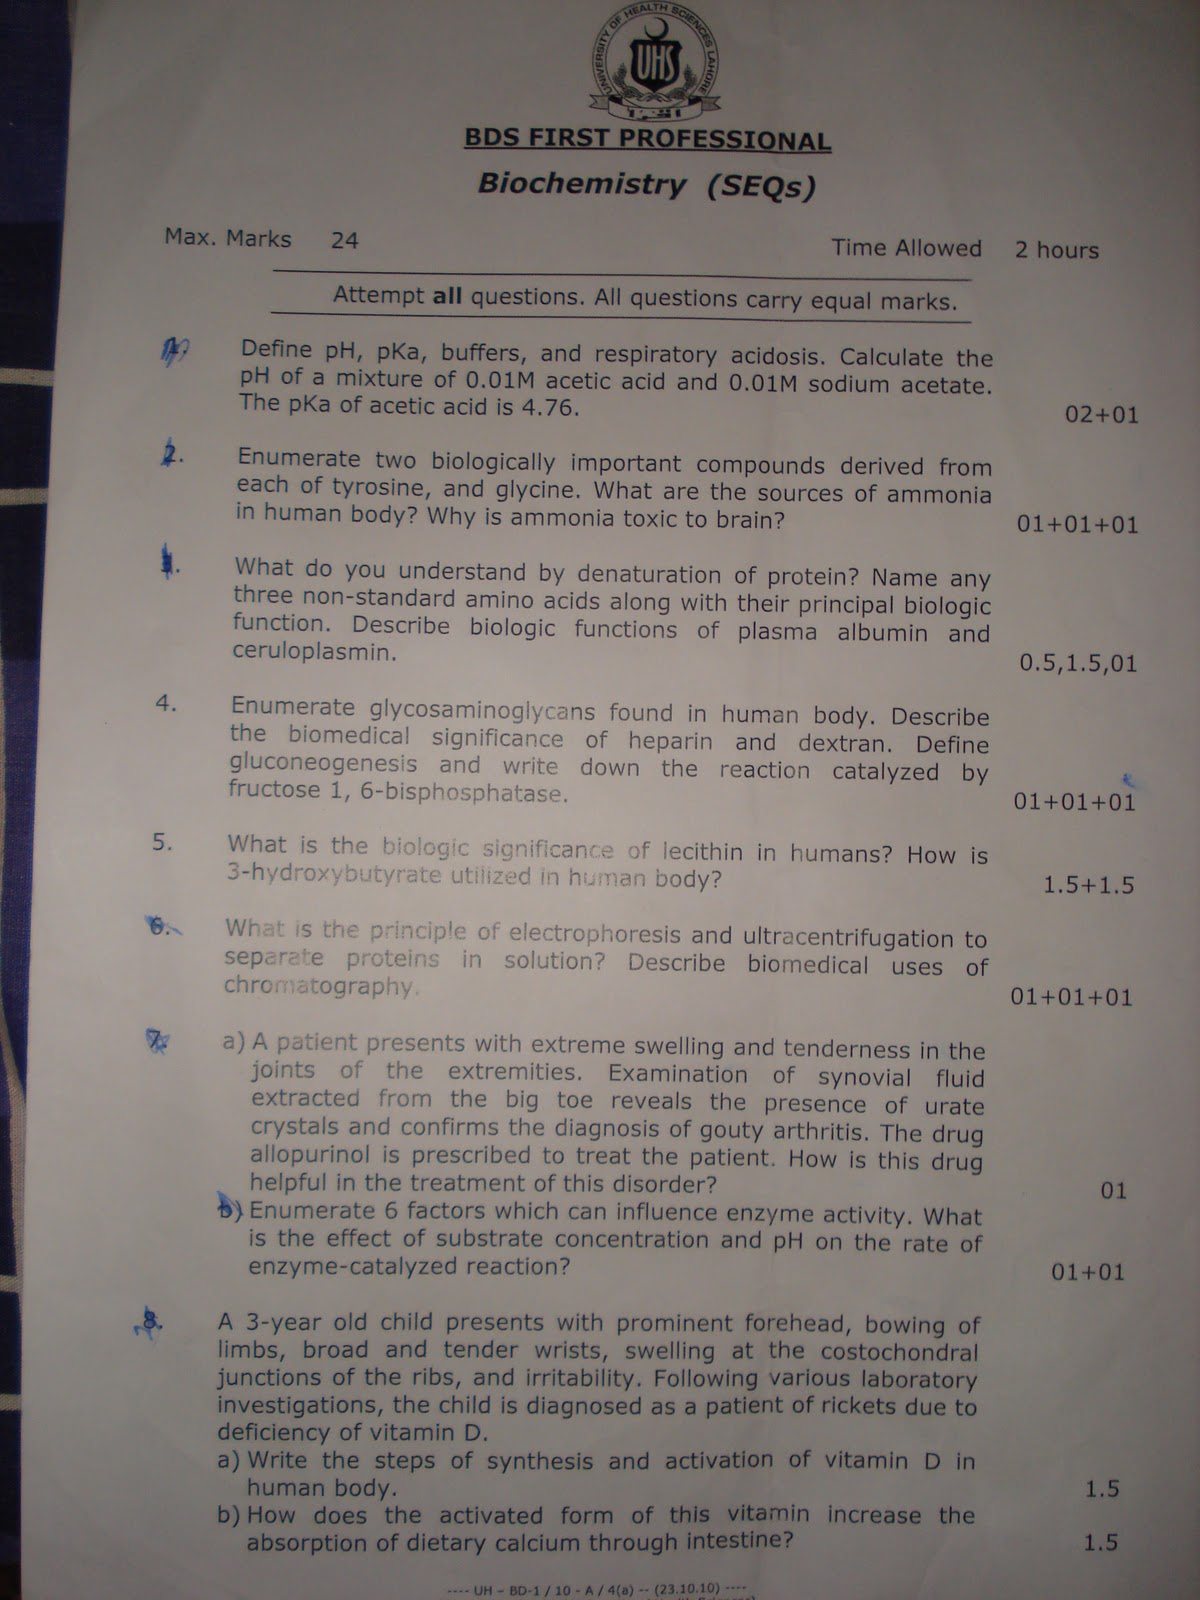 UNIVERSITY OF HEALTH SCIENCES LAHORE
UHS
BDS FIRST PROFESSIONAL
Biochemistry (SEQs)
Max. Marks 24 Time Allowed 2 hours
Attempt all questions. All questions carry equal marks.
1. Define pH, pKa, buffers, and respiratory acidosis. Calculate the
pH of a mixture of 0.01M acetic acid and 0.01M sodium acetate.
The pKa of acetic acid is 4.76. 02+01
2. Enumerate two biologically important compounds derived from
each of tyrosine, and glycine. What are the sources of ammonia
in human body? Why is ammonia toxic to brain? 01+01+01
What do you understand by denaturation of protein? Name any
three non-standard amino acids along with their principal biologic
function. Describe biologic functions of plasma albumin and
ceruloplasmin. 0.5,1.5,01
4. Enumerate glycosaminoglycans found in human body. Describe
the biomedical significance of heparin and dextran. Define
gluconeogenesis and write down the reaction catalyzed by
fructose 1, 6-bisphosphatase. 01+01+01
5. What is the biologic significance of lecithin in humans? How is
3-hydroxybutyrate utilized in human body? 1.5+1.5
6. What is the principle of electrophoresis and ultracentrifugation to
separate proteins in solution? Describe biomedical uses of
chromatography. 01+01+01
7. a) A patient presents with extreme swelling and tenderness in the
joints of the extremities. Examination of synovial fluid
extracted from the big toe reveals the presence of urate
crystals and confirms the diagnosis of gouty arthritis. The drug
allopurinol is prescribed to treat the patient. How is this drug
helpful in the treatment of this disorder? 01
b) Enumerate 6 factors which can influence enzyme activity. What
is the effect of substrate concentration and pH on the rate of
enzyme-catalyzed reaction? 01+01
8. A 3-year old child presents with prominent forehead, bowing of
limbs, broad and tender wrists, swelling at the costochondral
junctions of the ribs, and irritability. Following various laboratory
investigations, the child is diagnosed as a patient of rickets due to
deficiency of vitamin D.
a) Write the steps of synthesis and activation of vitamin D in
human body. 1.5
b) How does the activated form of this vitamin increase the
absorption of dietary calcium through intestine? 1.5
---- UH – BD-1 / 10 - A / 4(a) -- (23.10.10) ----